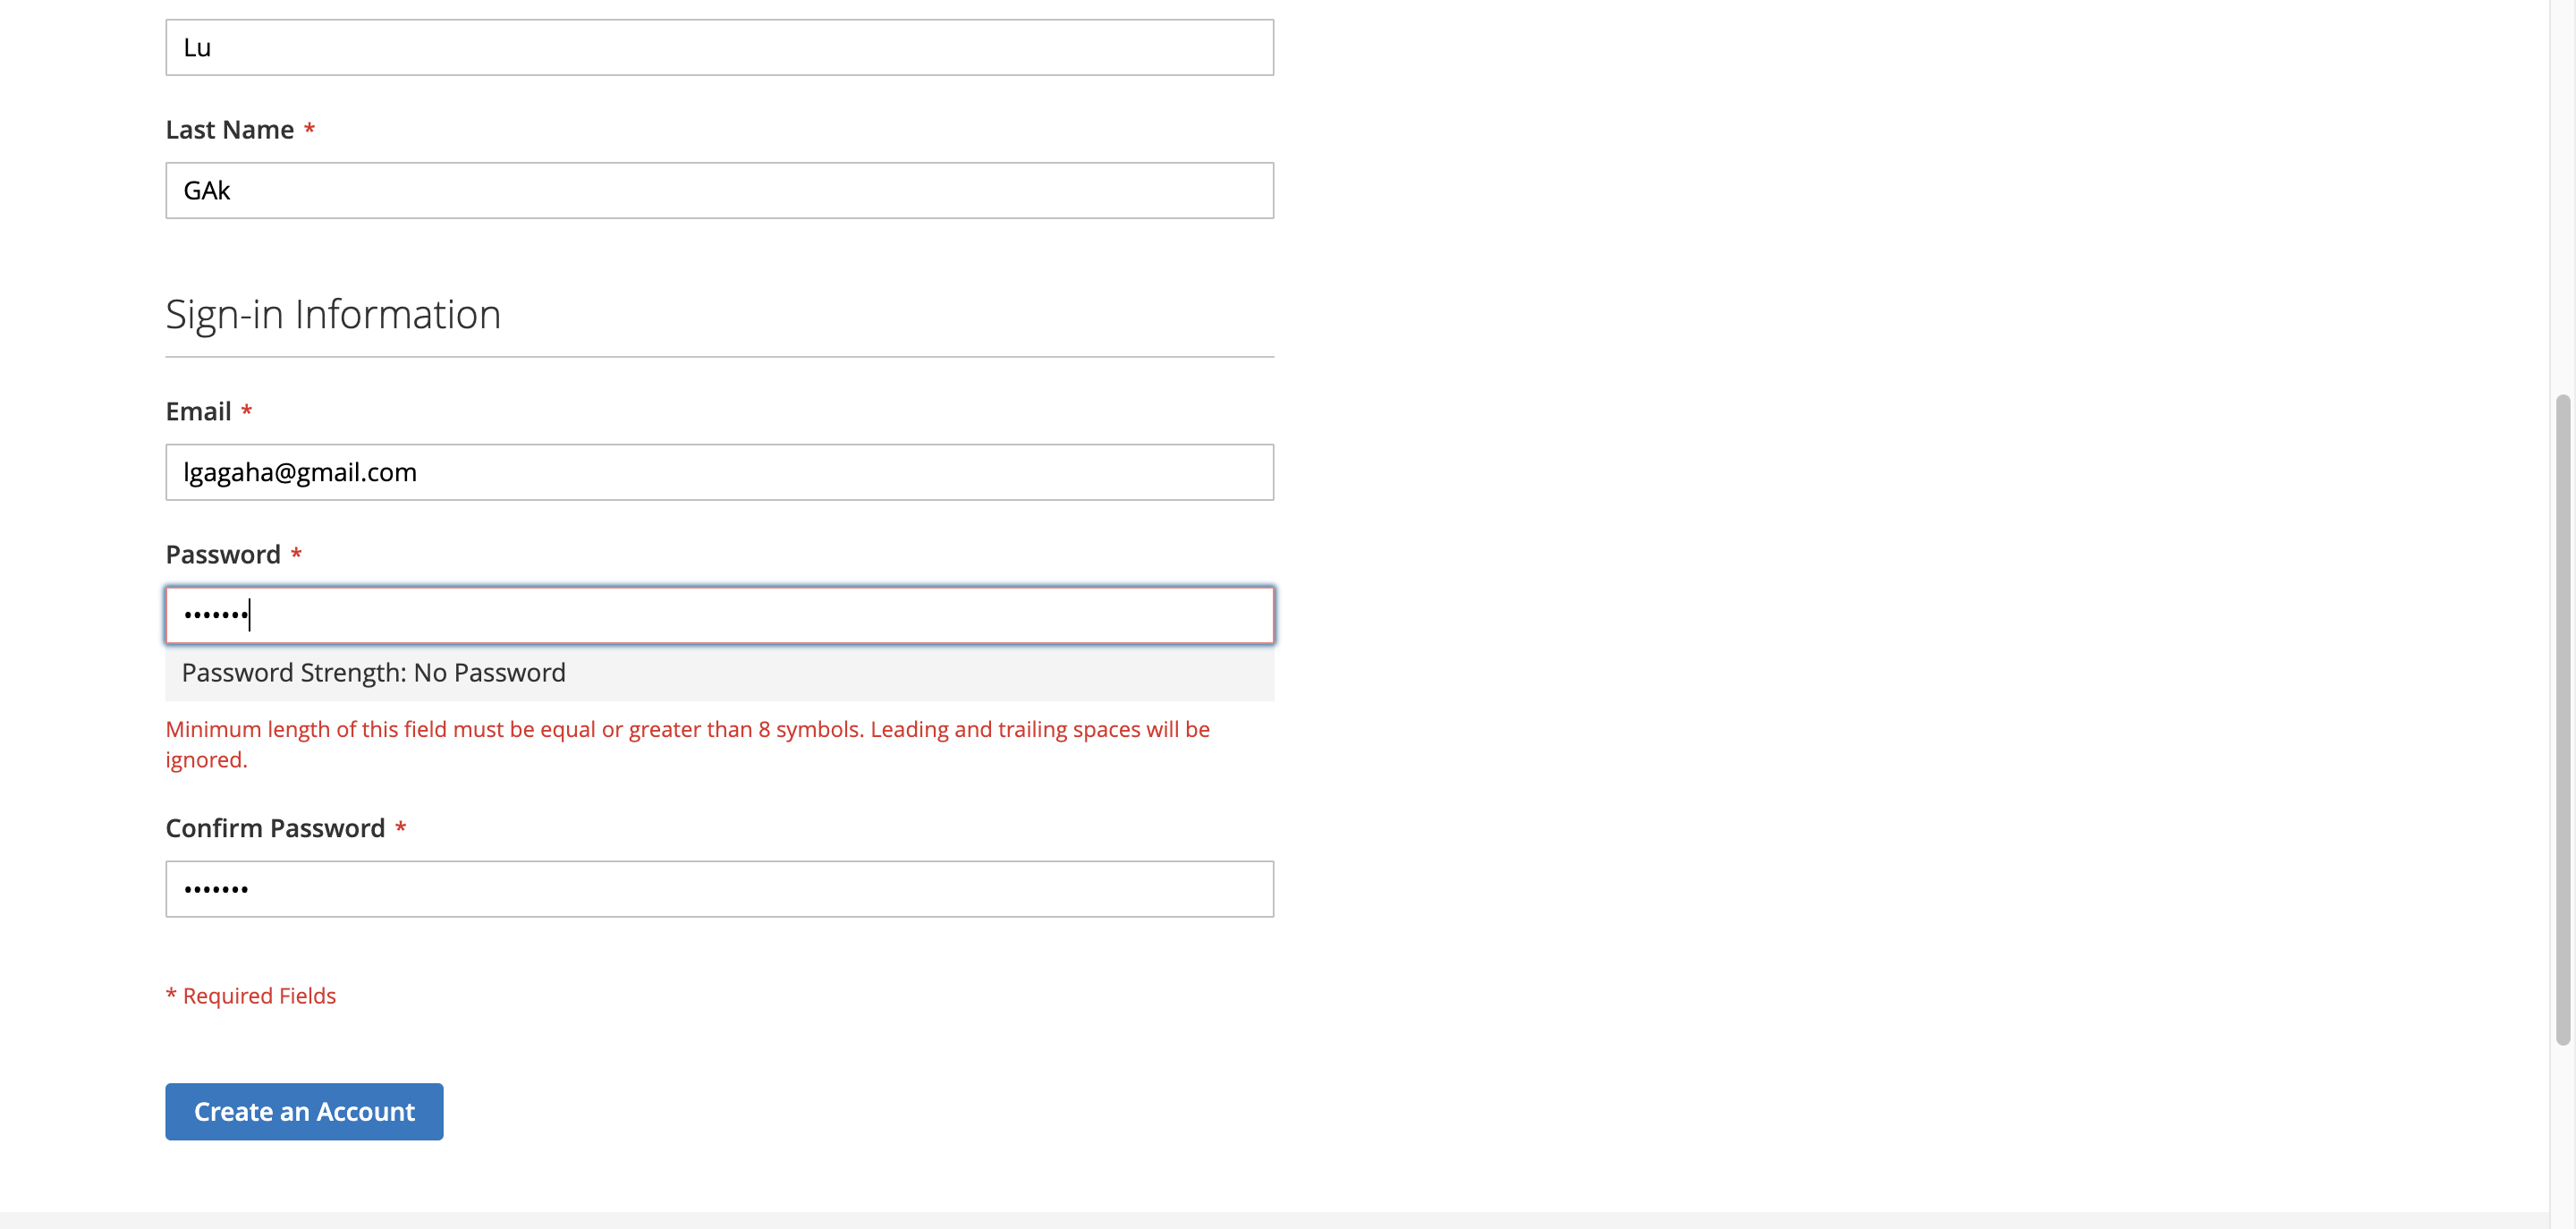 Lu
Last Name *
GAk
Sign-in Information
Email *
lgagaha@gmail.com
Password *
•••••••
Password Strength: No Password
Minimum length of this field must be equal or greater than 8 symbols. Leading and trailing spaces will be
ignored.
Confirm Password *
•••••••
* Required Fields
Create an Account